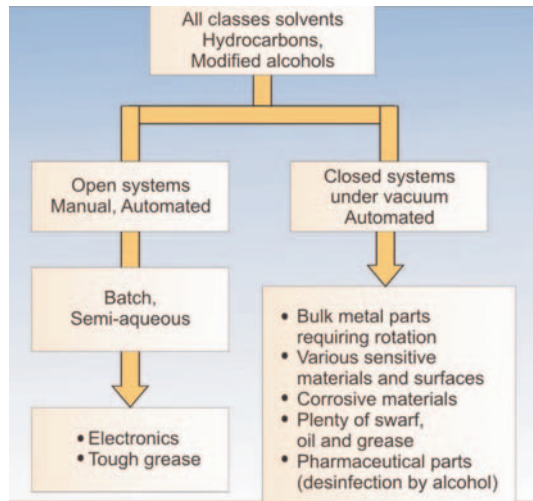 All classes solvents
Hydrocarbons,
Modified alcohols
Open systems
Manual, Automated
Closed systems
under vacuum
Automated
Batch,
Semi-aqueous
• Electronics
• Tough grease
• Bulk metal parts
requiring rotation
• Various sensitive
materials and surfaces
• Corrosive materials
• Plenty of swarf,
oil and grease
• Pharmaceutical parts
(desinfection by alcohol)